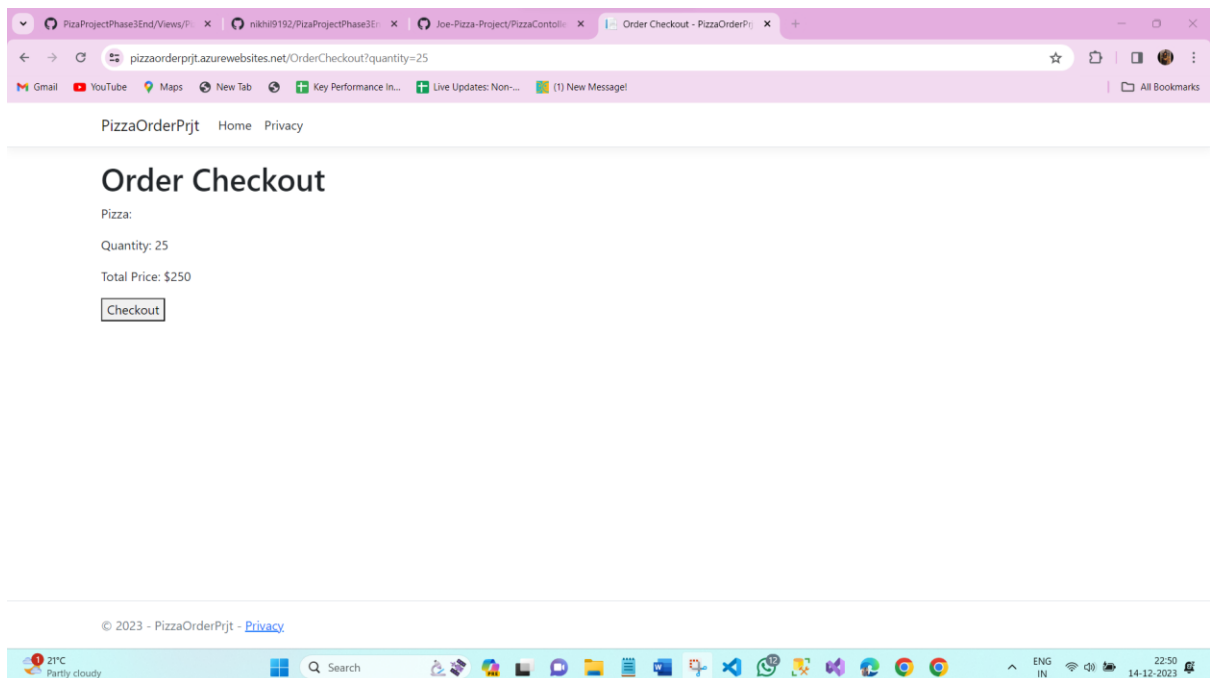 PizaProjectPhase3End/Views/Pi
nikhil9192/PizaProjectPhase3En
Joe-Pizza-Project/PizzaContolle
Order Checkout - PizzaOrderPrj
pizzaorderprjt.azurewebsites.net/OrderCheckout?quantity=25
Gmail YouTube Maps New Tab Key Performance In... Live Updates: Non-... (1) New Message! All Bookmarks
PizzaOrderPrjt Home Privacy
Order Checkout
Pizza:
Quantity: 25
Total Price: $250
Checkout
© 2023 - PizzaOrderPrjt - Privacy
21°C
Partly cloudy
Search
ENG
IN
22:50
14-12-2023